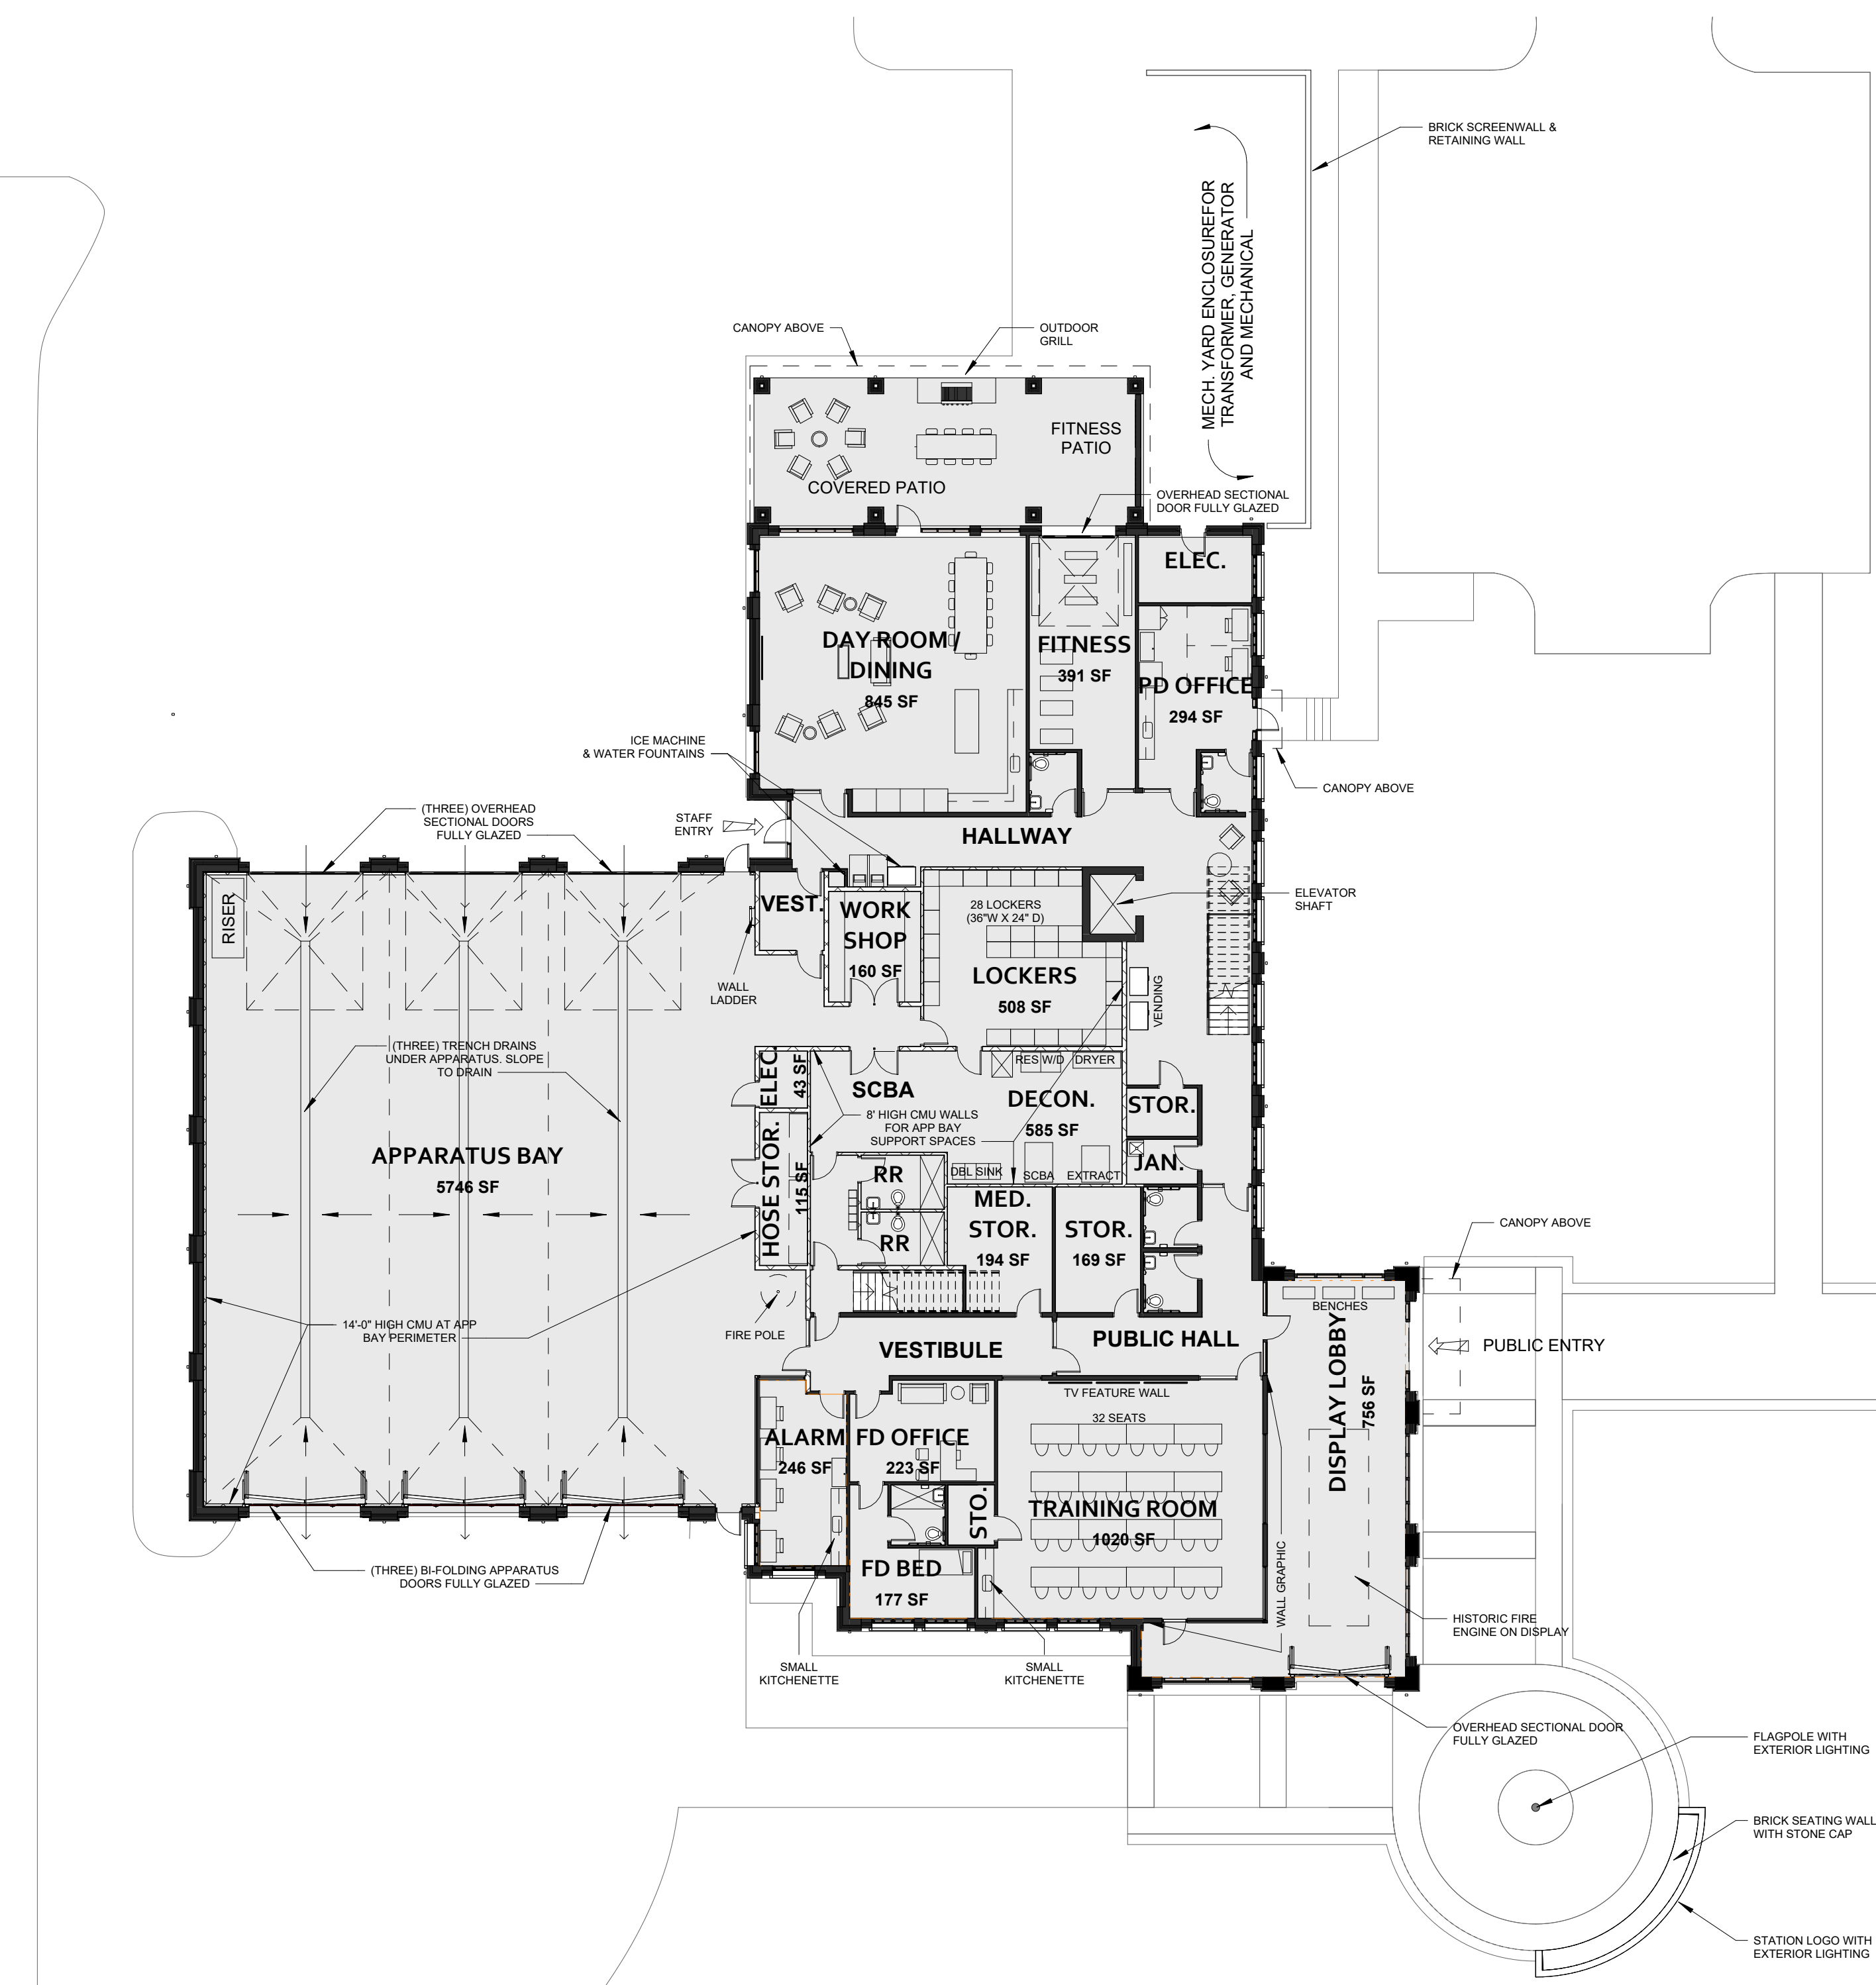 BRICK SCREENWALL &
RETAINING WALL
MECH. YARD ENCLOSUREFOR
TRANSFORMER, GENERATOR
AND MECHANICAL
CANOPY ABOVE
OUTDOOR
GRILL
FITNESS
PATIO
COVERED PATIO
OVERHEAD SECTIONAL
DOOR FULLY GLAZED
ELEC.
DAY ROOM/
DINING
845 SF
FITNESS
391 SF
PD OFFICE
294 SF
ICE MACHINE
& WATER FOUNTAINS
CANOPY ABOVE
(THREE) OVERHEAD
SECTIONAL DOORS
FULLY GLAZED
STAFF
ENTRY
HALLWAY
RISER
VEST.
WORK
SHOP
160 SF
28 LOCKERS
(36"W X 24" D)
LOCKERS
508 SF
ELEVATOR
SHAFT
WALL
LADDER
VENDING
(THREE) TRENCH DRAINS
UNDER APPARATUS. SLOPE
TO DRAIN
ELEC.
43 SF
SCBA
RES W/D
DRYER
DECON.
585 SF
8' HIGH CMU WALLS
FOR APP BAY
SUPPORT SPACES
STOR.
APPARATUS BAY
5746 SF
HOSE STOR.
115 SF
RR
DBL SINK
SCBA
EXTRACT
JAN.
RR
MED.
STOR.
194 SF
STOR.
169 SF
CANOPY ABOVE
14'-0" HIGH CMU AT APP
BAY PERIMETER
FIRE POLE
BENCHES
VESTIBULE
PUBLIC HALL
DISPLAY LOBBY
756 SF
PUBLIC ENTRY
TV FEATURE WALL
32 SEATS
ALARM
246 SF
FD OFFICE
223 SF
STO.
TRAINING ROOM
1020 SF
FD BED
177 SF
WALL GRAPHIC
(THREE) BI-FOLDING APPARATUS
DOORS FULLY GLAZED
HISTORIC FIRE
ENGINE ON DISPLAY
SMALL
KITCHENETTE
SMALL
KITCHENETTE
OVERHEAD SECTIONAL DOOR
FULLY GLAZED
FLAGPOLE WITH
EXTERIOR LIGHTING
BRICK SEATING WALL
WITH STONE CAP
STATION LOGO WITH
EXTERIOR LIGHTING